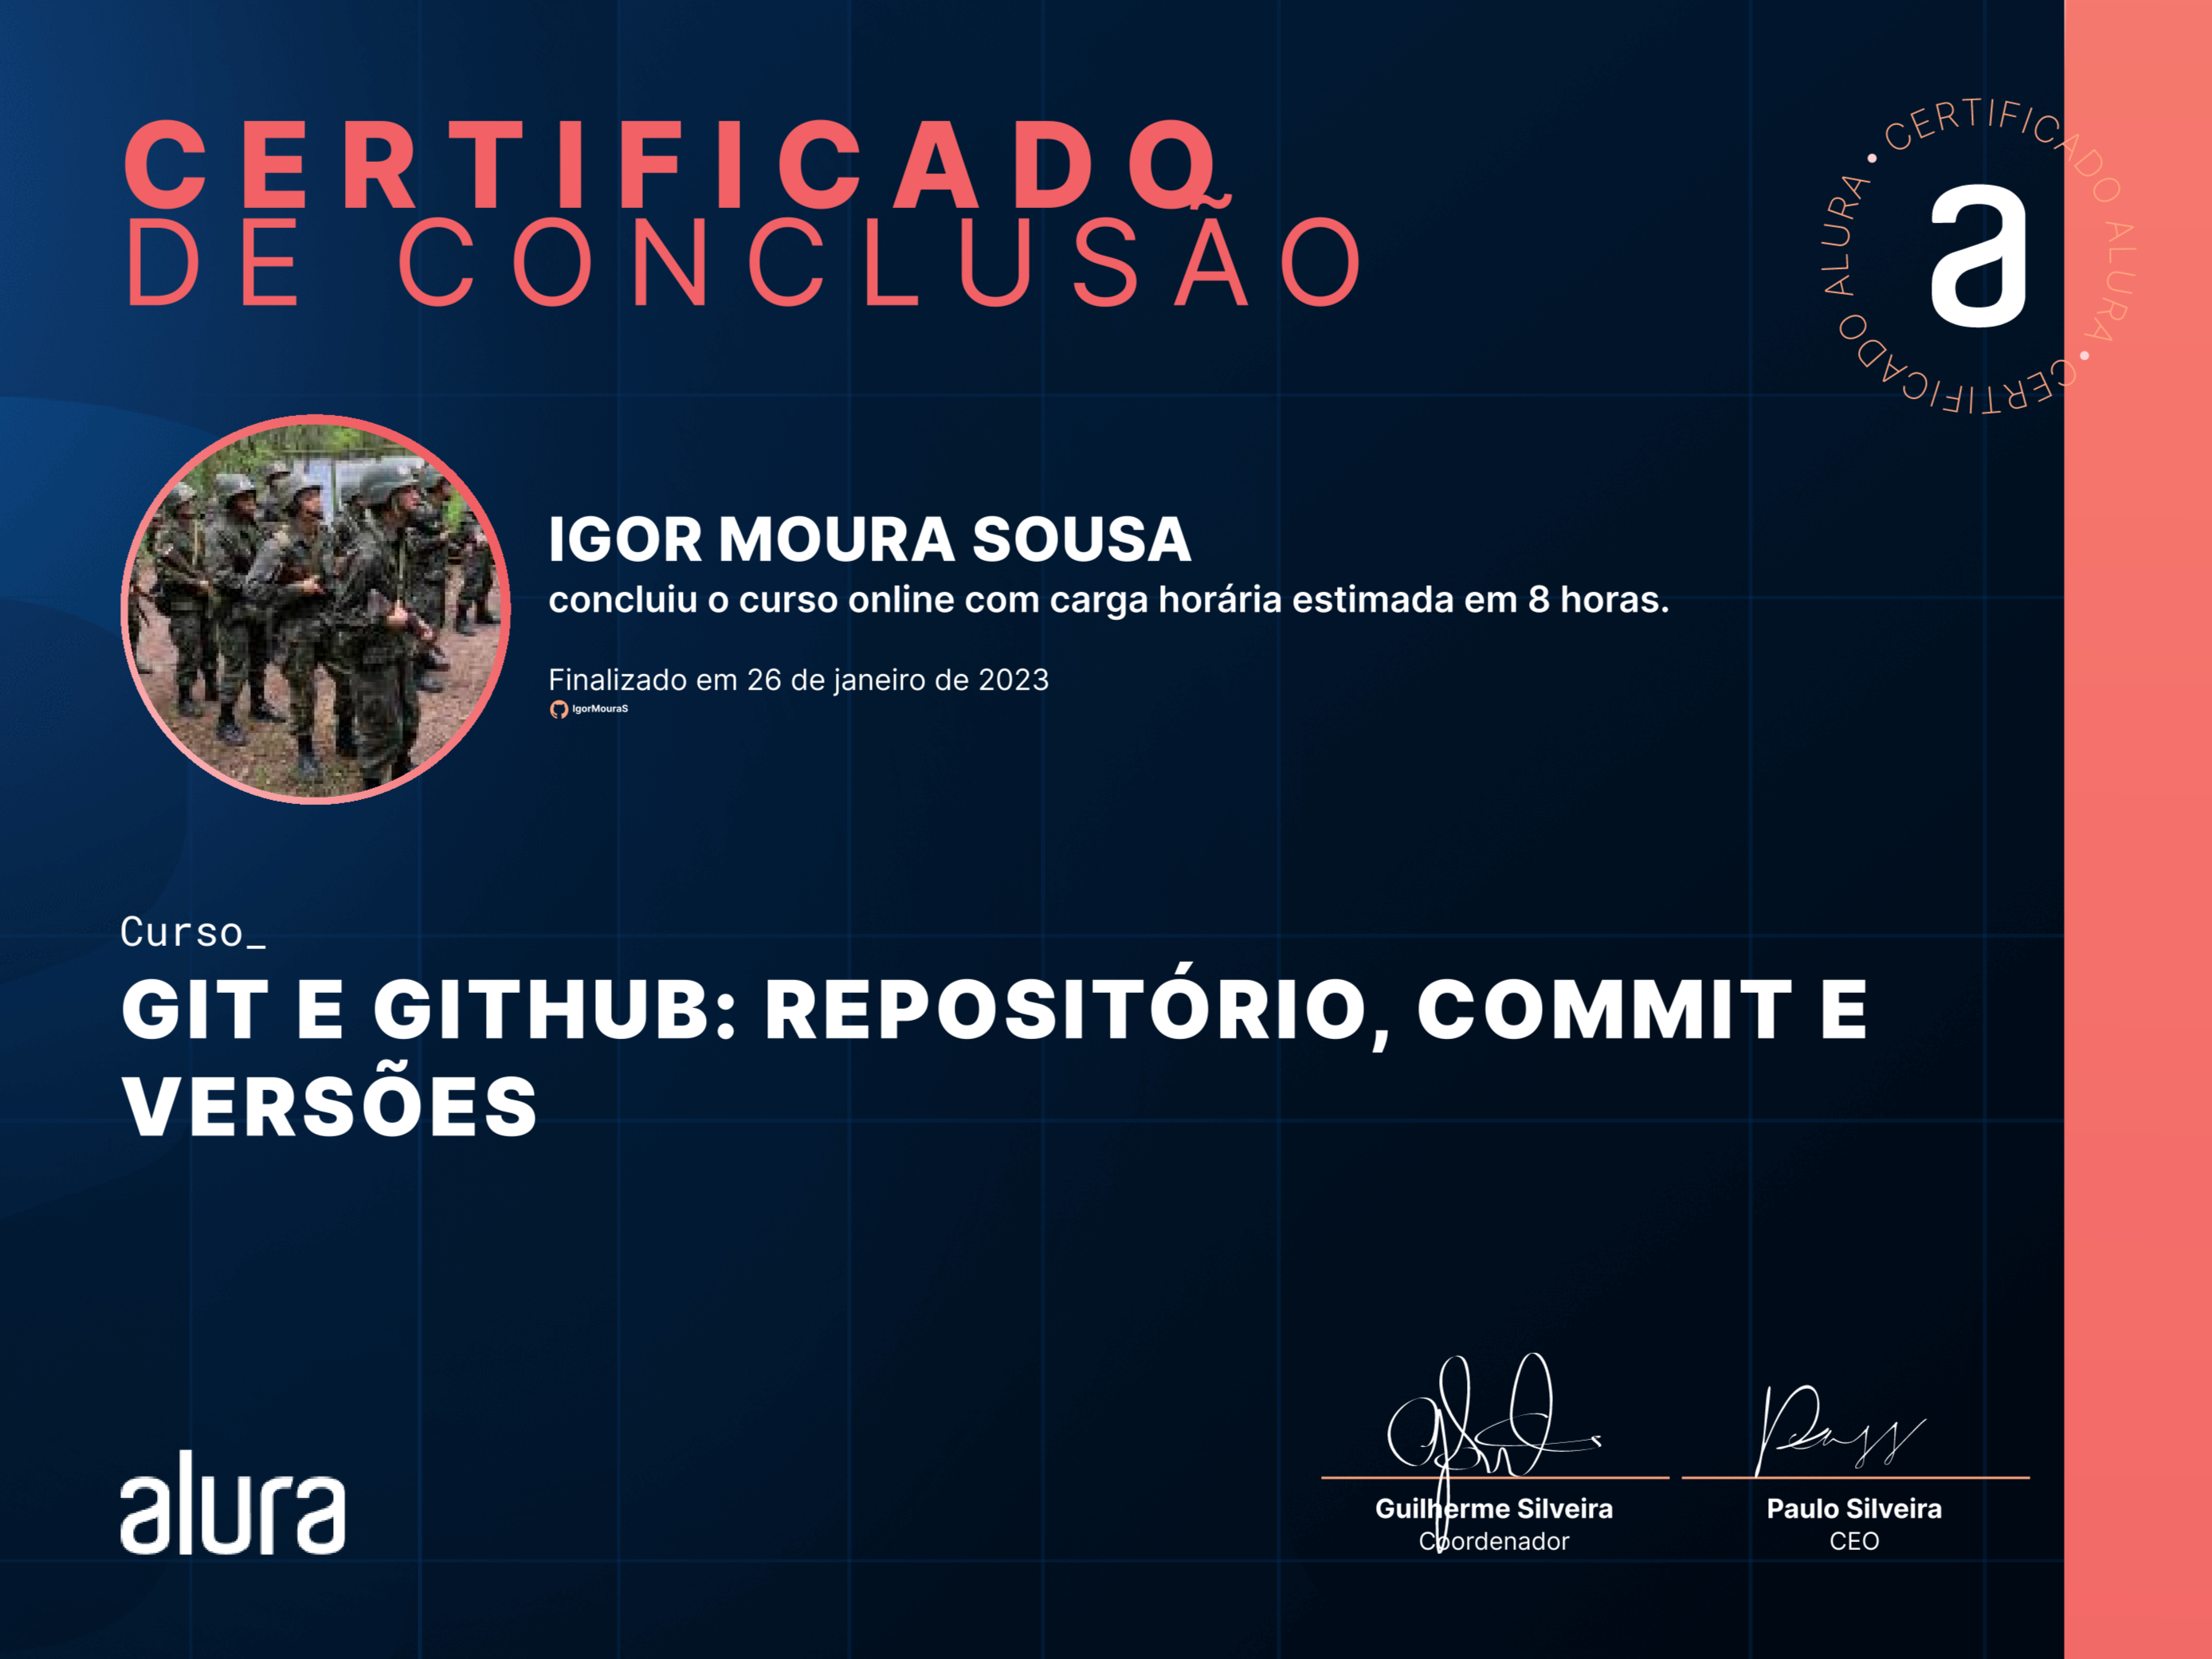 CERTIFICADO
DE CONCLUSÃO
CERTIFICADO ALURA • CERTIFICADO ALURA •
a
IGOR MOURA SOUSA
concluiu o curso online com carga horária estimada em 8 horas.
Finalizado em 26 de janeiro de 2023
IgorMouraS
Curso_
GIT E GITHUB: REPOSITÓRIO, COMMIT E
VERSÕES
alura
Guilherme Silveira
Coordenador
Paulo Silveira
CEO